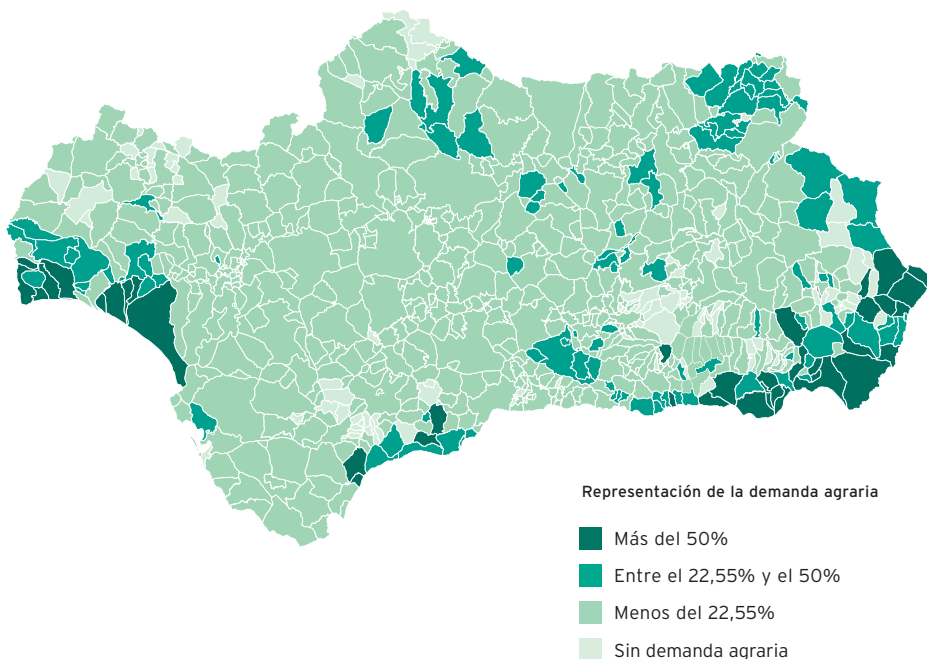 Representación de la demanda agraria
Más del 50%
Entre el 22,55% y el 50%
Menos del 22,55%
Sin demanda agraria